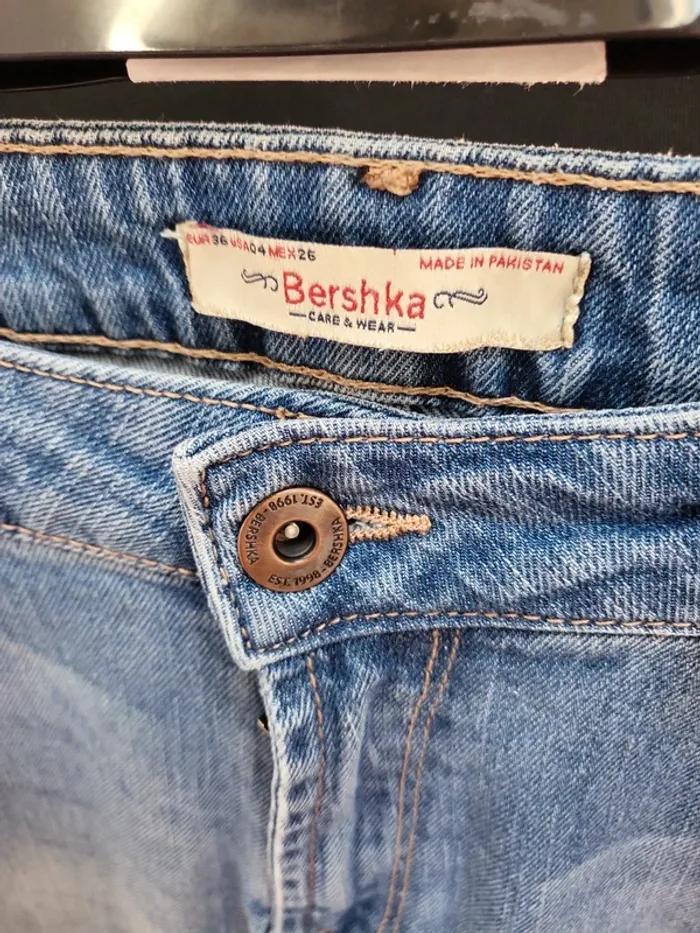 EUR 36 USA 04 MEX 26
MADE IN PAKISTAN
Bershka
CARE & WEAR
EST. 1998 - BERSHKA
EST. 1998 - BERSHKA